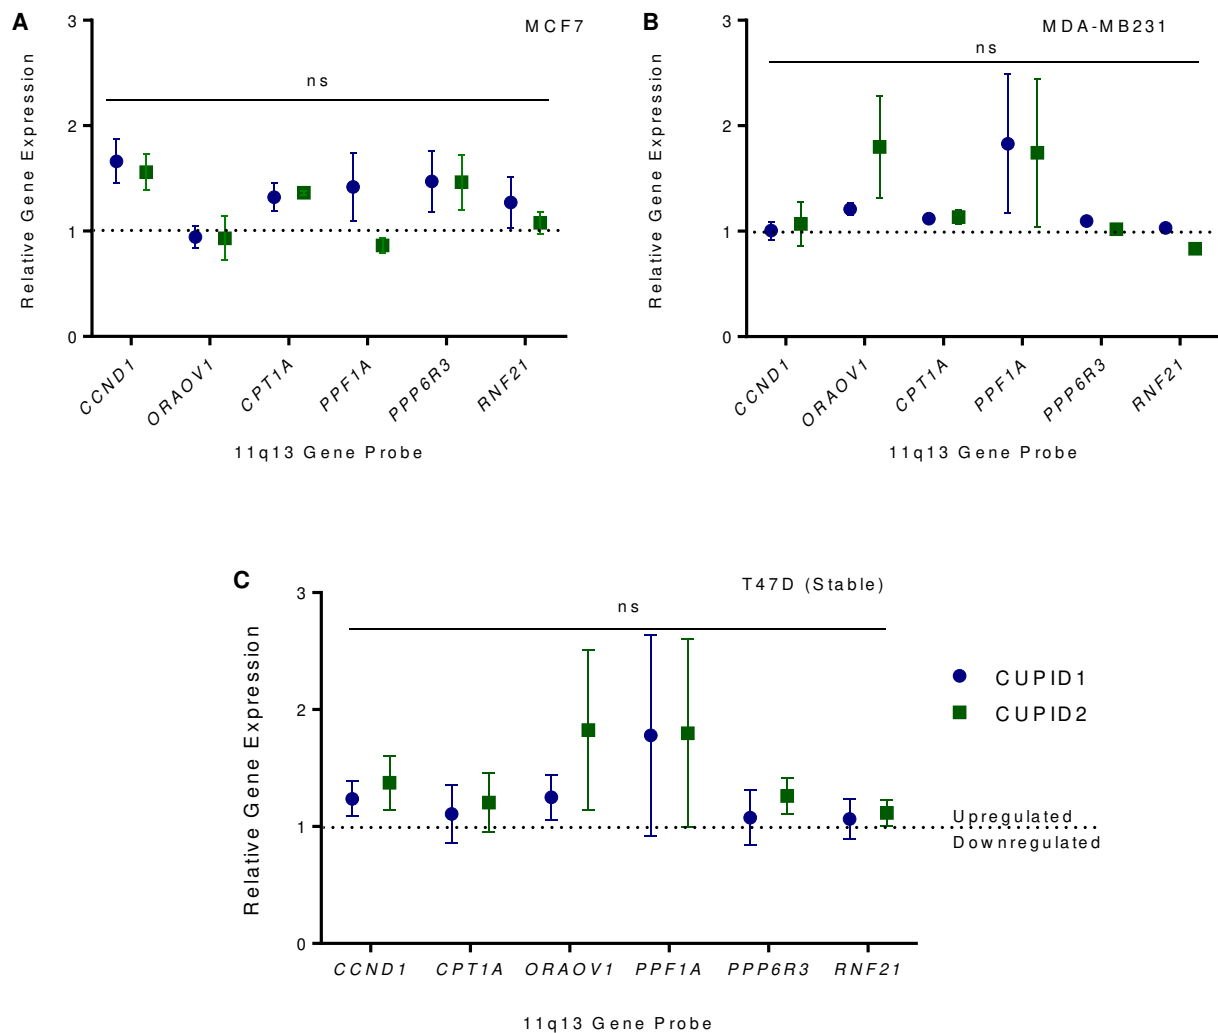 A
MCF7
ns
Relative Gene Expression
3
2
1
0
CCND1
ORAOV1
CPT1A
PPF1A
PPP6R3
RNF21
11q13 Gene Probe
B
MDA-MB231
ns
Relative Gene Expression
3
2
1
0
CCND1
ORAOV1
CPT1A
PPF1A
PPP6R3
RNF21
11q13 Gene Probe
C
T47D (Stable)
ns
Relative Gene Expression
3
2
1
0
CCND1
CPT1A
ORAOV1
PPF1A
PPP6R3
RNF21
11q13 Gene Probe
CUPID1
CUPID2
Upregulated
Downregulated